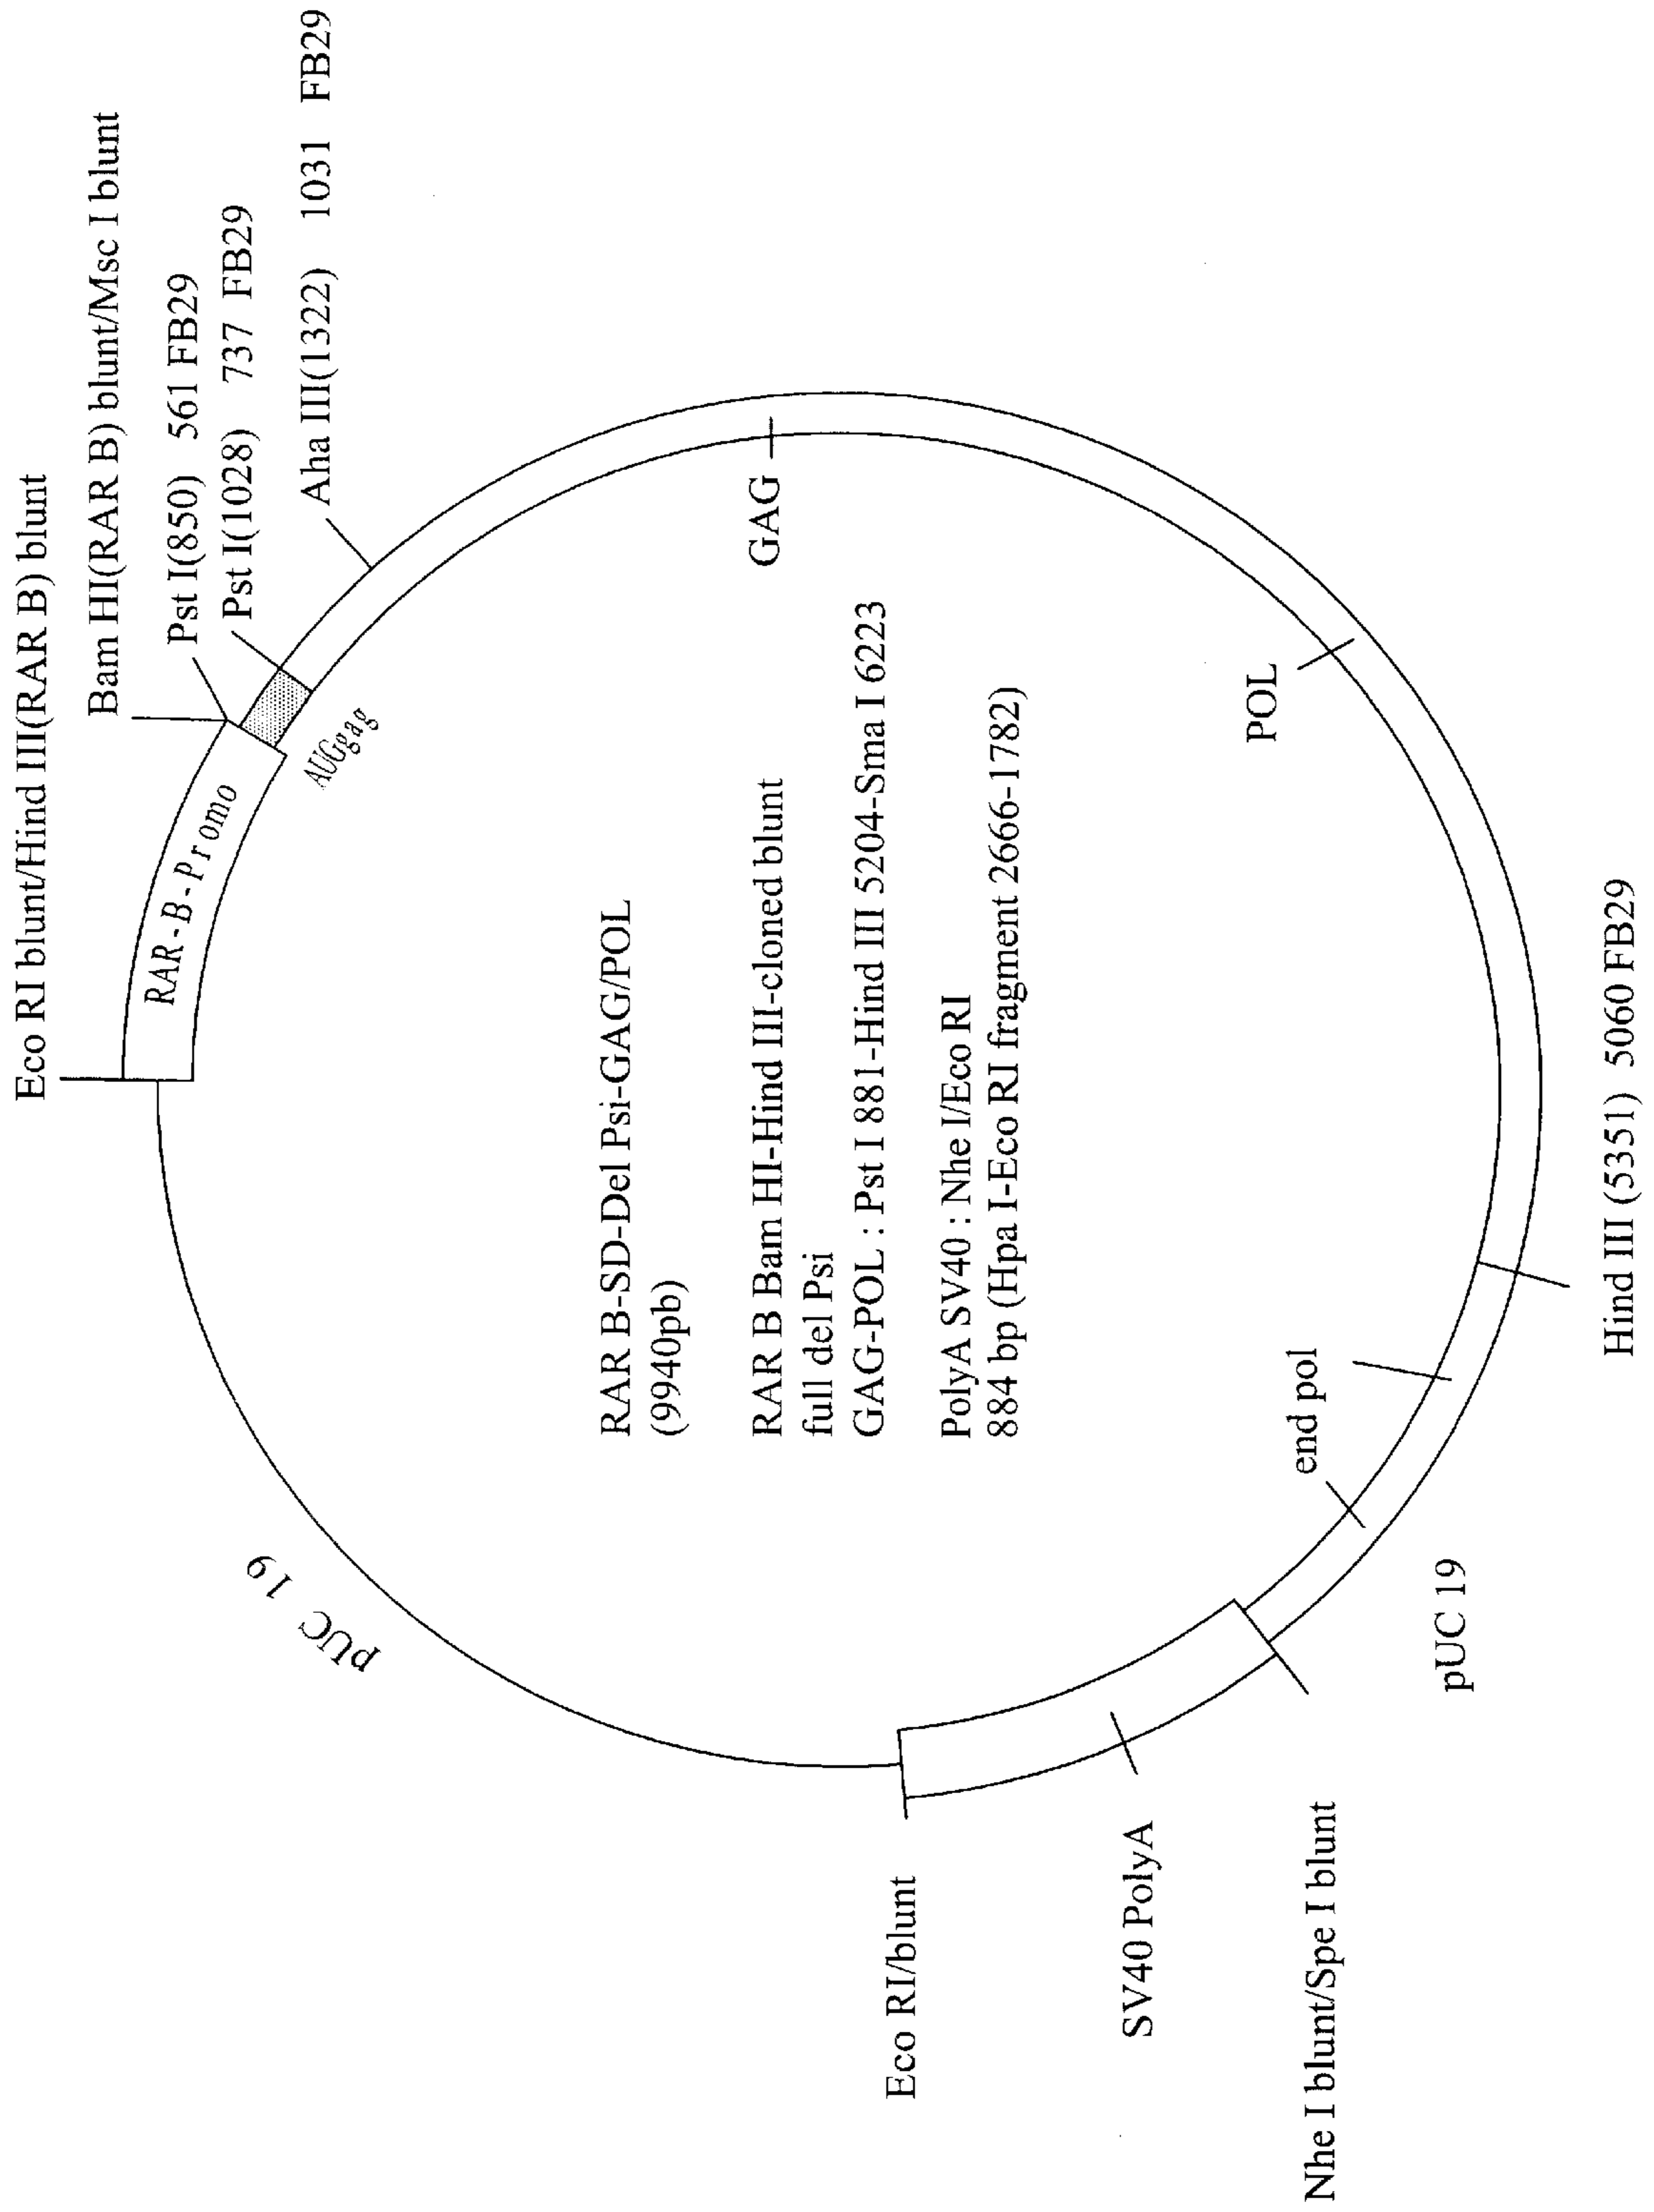 Eco RI blunt/Hind III(RAR B) blunt
Bam HI(RAR B) blunt/Msc I blunt
Pst I(850) 561 FB29
Pst I(1028) 737 FB29
Aha III(1322) 1031 FB29
RAR-B-Promo
AUGgag
pUC 19
GAG
RAR B-SD-Del Psi-GAG/POL
(9940pb)
RAR B Bam HI-Hind III-cloned blunt
full del Psi
GAG-POL : Pst I 881-Hind III 5204-Sma I 6223
PolyA SV40 : Nhe I/Eco RI
884 bp (Hpa I-Eco RI fragment 2666-1782)
POL
end pol
Eco RI/blunt
SV40 PolyA
Nhe I blunt/Spe I blunt
pUC 19
Hind III (5351) 5060 FB29